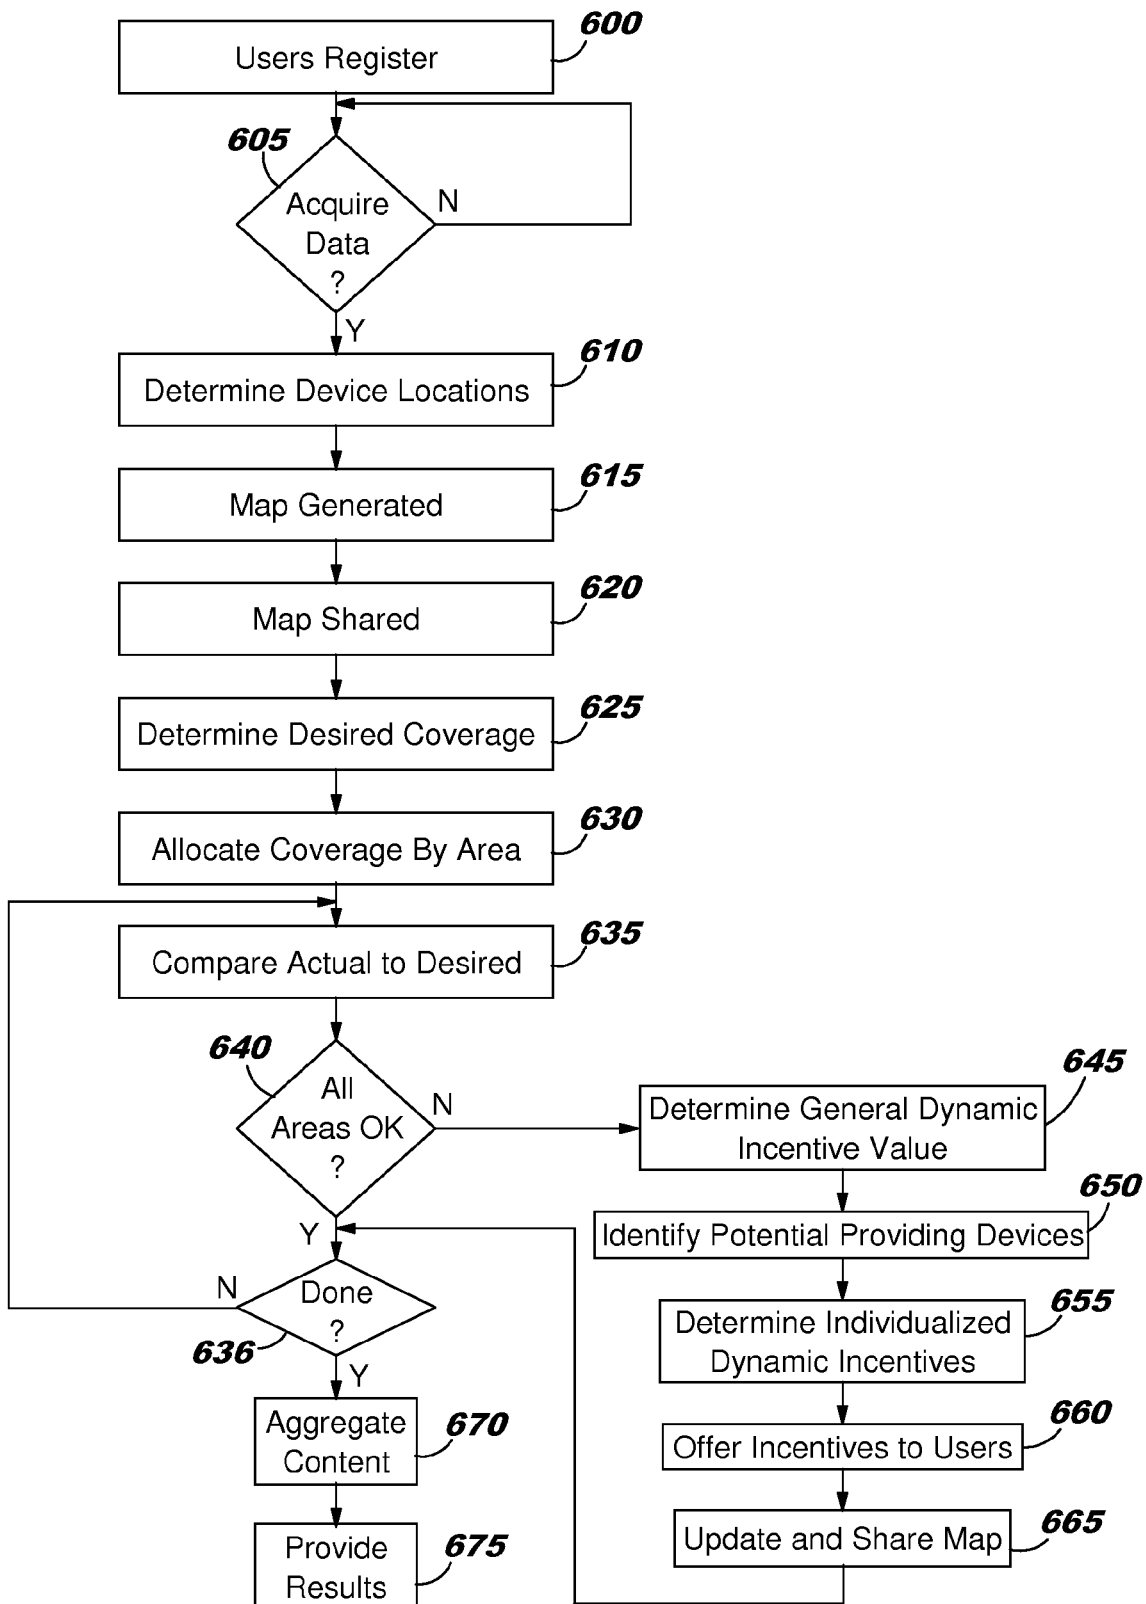 600
Users Register
605
Acquire
Data
?
N
Y
610
Determine Device Locations
615
Map Generated
620
Map Shared
625
Determine Desired Coverage
630
Allocate Coverage By Area
635
Compare Actual to Desired
640
All
Areas OK
?
N
Y
645
Determine General Dynamic
Incentive Value
650
Identify Potential Providing Devices
655
Determine Individualized
Dynamic Incentives
660
Offer Incentives to Users
665
Update and Share Map
N
Done
?
636
Y
Aggregate
Content
670
Provide
Results
675